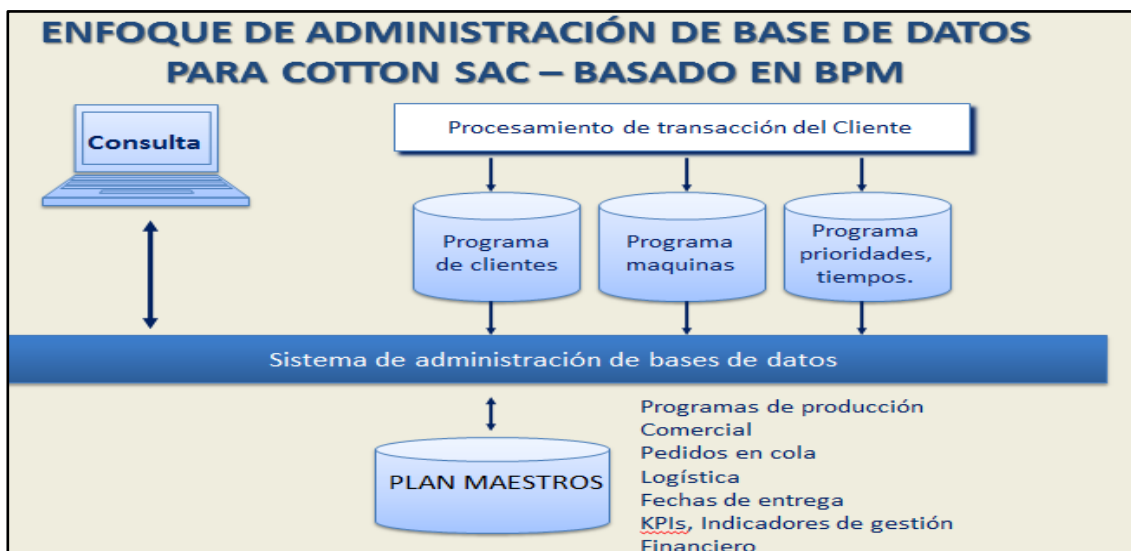 ENFOQUE DE ADMINISTRACIÓN DE BASE DE DATOS
PARA COTTON SAC – BASADO EN BPM
Consulta
Procesamiento de transacción del Cliente
Programa
de clientes
Programa
maquinas
Programa
prioridades,
tiempos.
Sistema de administración de bases de datos
PLAN MAESTROS
Programas de producción
Comercial
Pedidos en cola
Logística
Fechas de entrega
KPIs, Indicadores de gestión
Financiero